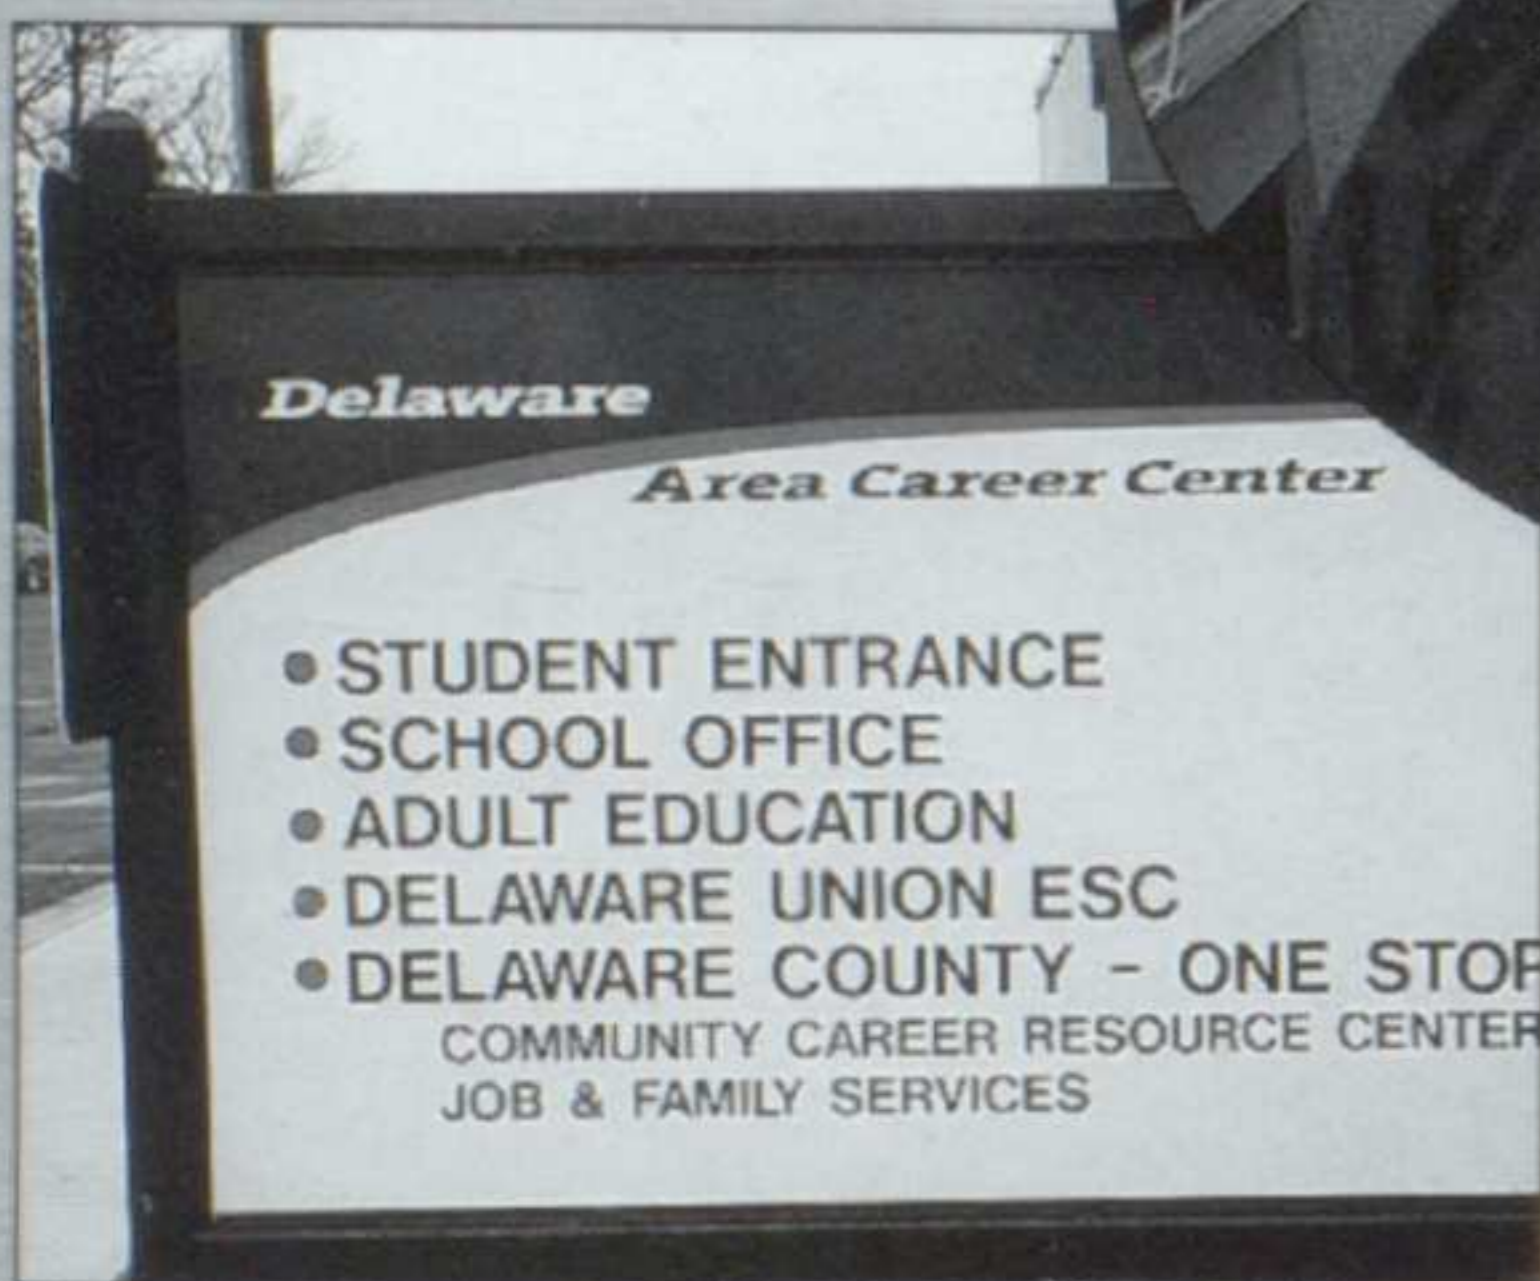 Delaware
Area Career Center
• STUDENT ENTRANCE
• SCHOOL OFFICE
• ADULT EDUCATION
• DELAWARE UNION ESC
• DELAWARE COUNTY - ONE STOP
COMMUNITY CAREER RESOURCE CENTER
JOB & FAMILY SERVICES